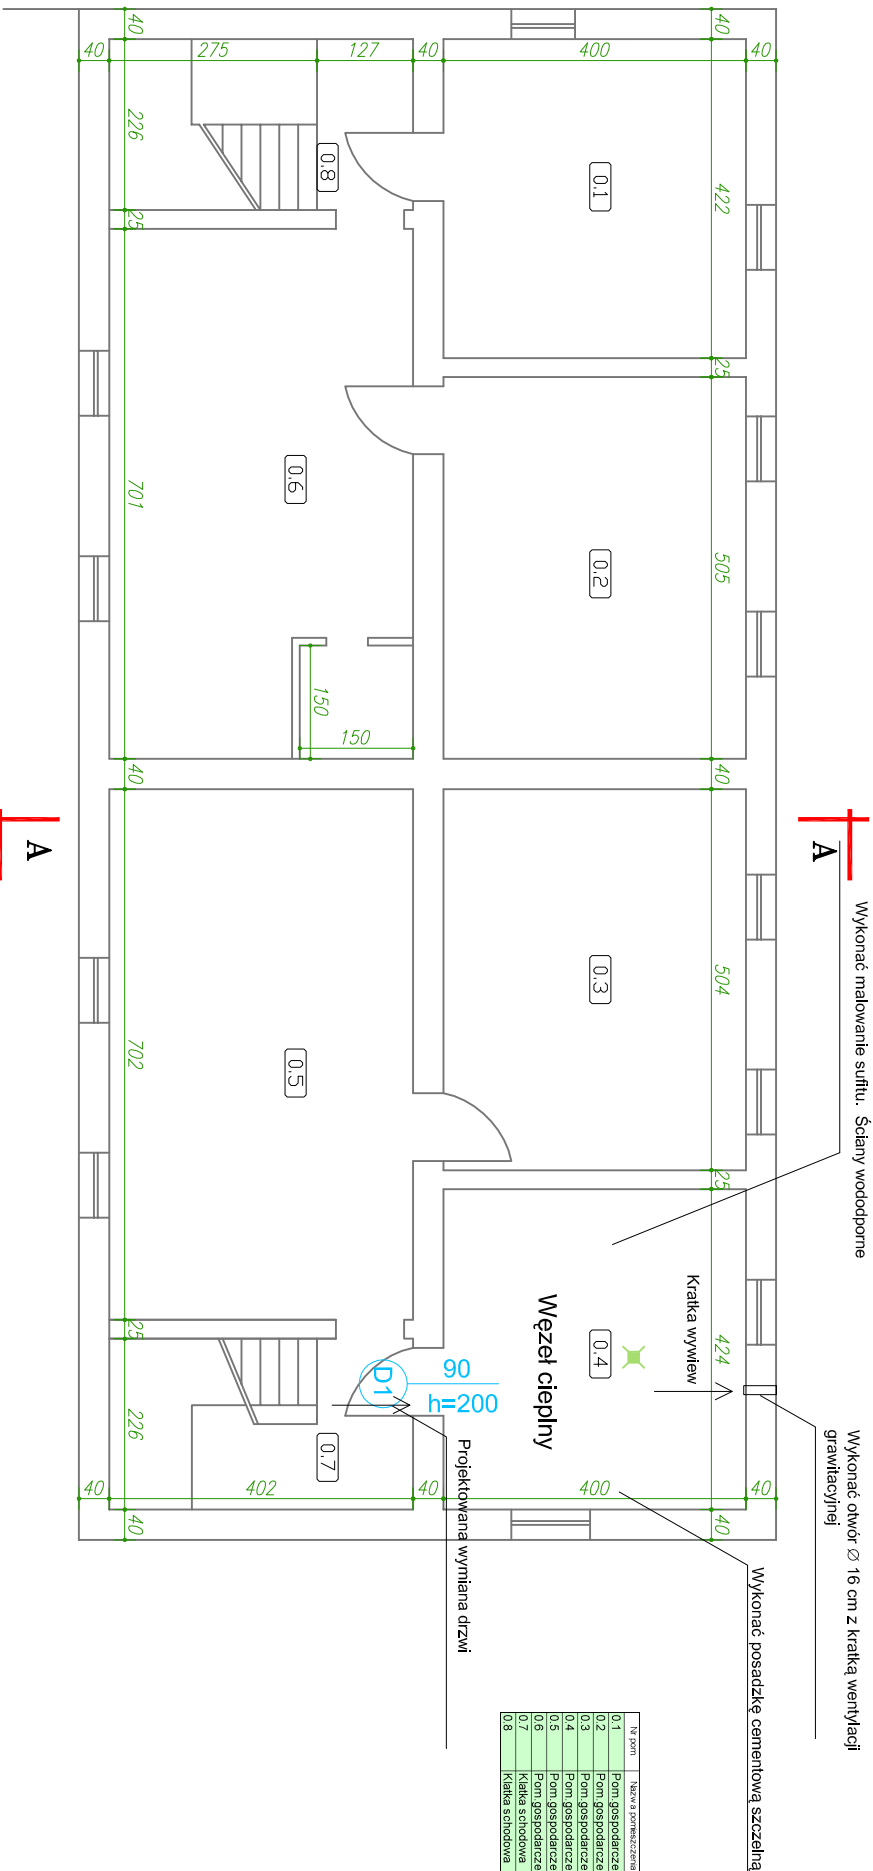 40
40
40
275
127
40
400
40
226
0.8
0.1
422
25
25
701
0.6
0.2
505
150
150
40
40
A
A
Wykonać malowanie sufitu. Ściany wodoodporne
702
0.5
0.3
504
25
25
Węzeł cieplny
0.4
Kratka wywiew
424
D1
90
h=200
226
0.7
Projektowana wymiana drzwi
Wykonać otwór Ø 16 cm z kratką wentylacji
grawitacyjnej
40
402
40
400
40
40
40
Wykonać posadzkę cementową szczelną
Nr pom Nazwa pomieszczenia
0.1 Pom.gospodarcze
0.2 Pom.gospodarcze
0.3 Pom.gospodarcze
0.4 Pom.gospodarcze
0.5 Pom.gospodarcze
0.6 Pom.gospodarcze
0.7 Klatka schodowa
0.8 Klatka schodowa